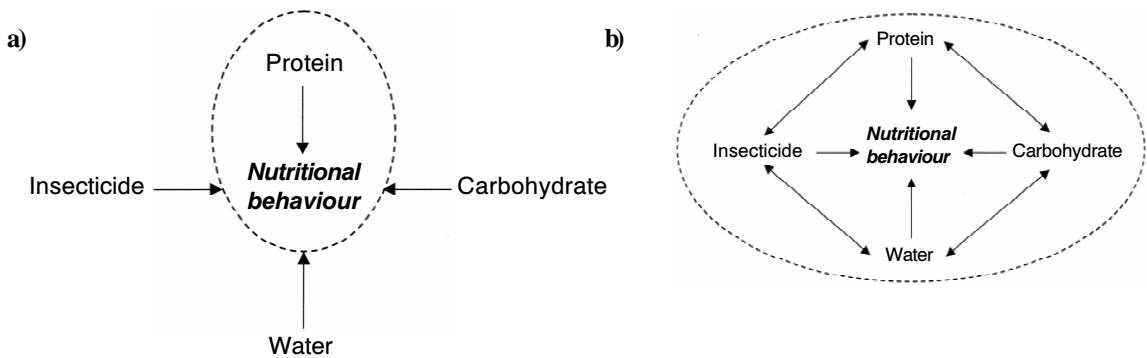 a)
Protein
Nutritional
behaviour
Insecticide
Carbohydrate
Water
b)
Protein
Nutritional
behaviour
Insecticide
Carbohydrate
Water